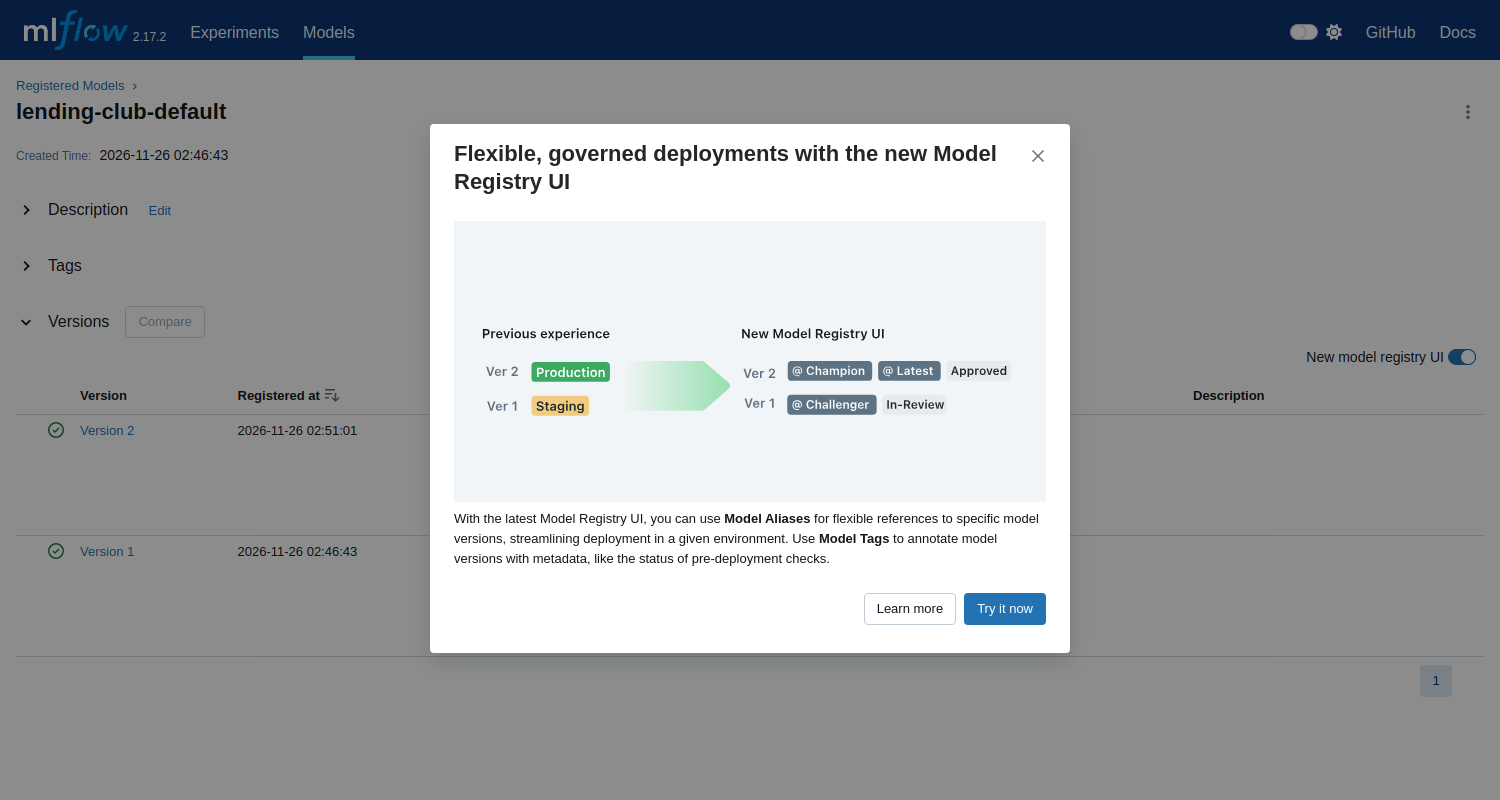 mlflow 2.17.2 Experiments Models GitHub Docs
Registered Models
lending-club-default
Created Time: 2026-11-26 02:46:43
Description Edit
Tags
Versions Compare
New model registry UI
Version Registered at Description
Version 2 2026-11-26 02:51:01
Version 1 2026-11-26 02:46:43
1
Flexible, governed deployments with the new Model
Registry UI
Previous experience New Model Registry UI
Ver 2 Production Ver 2 @ Champion @ Latest Approved
Ver 1 Staging Ver 1 @ Challenger In-Review
With the latest Model Registry UI, you can use Model Aliases for flexible references to specific model
versions, streamlining deployment in a given environment. Use Model Tags to annotate model
versions with metadata, like the status of pre-deployment checks.
Learn more Try it now